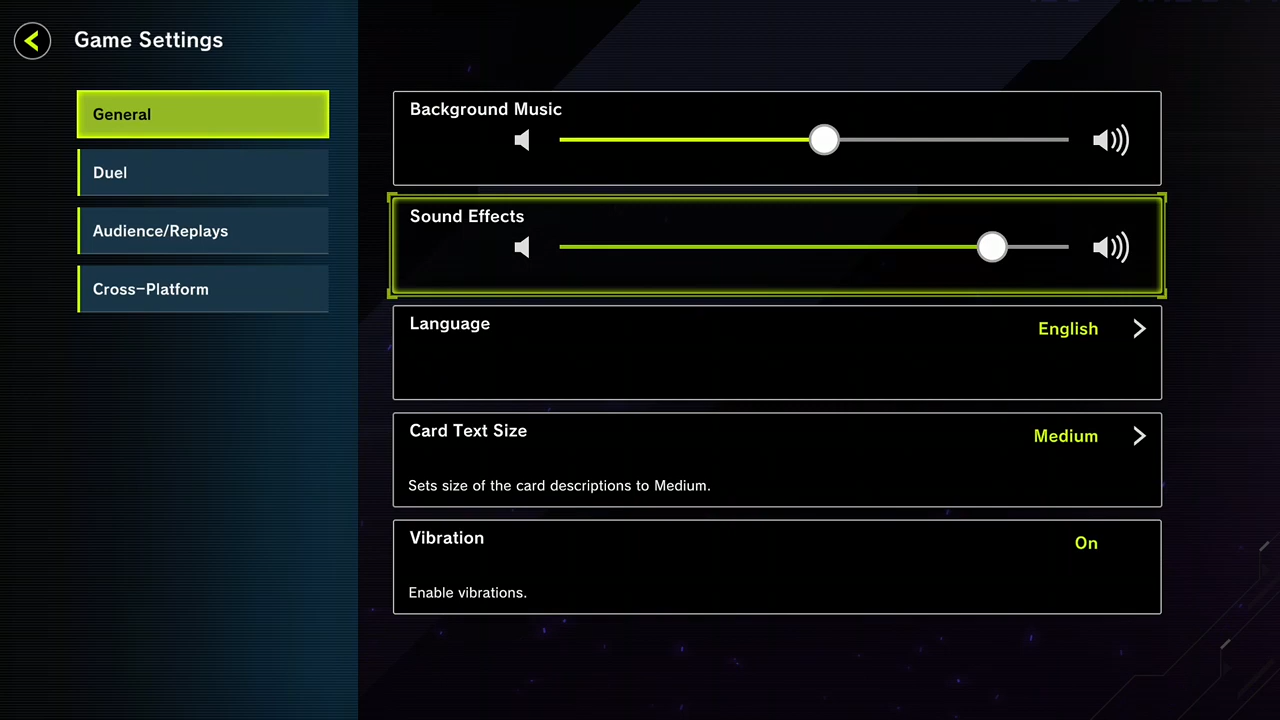 Game Settings
General
Duel
Audience/Replays
Cross-Platform
Background Music
Sound Effects
Language
English
Card Text Size
Medium
Sets size of the card descriptions to Medium.
Vibration
On
Enable vibrations.